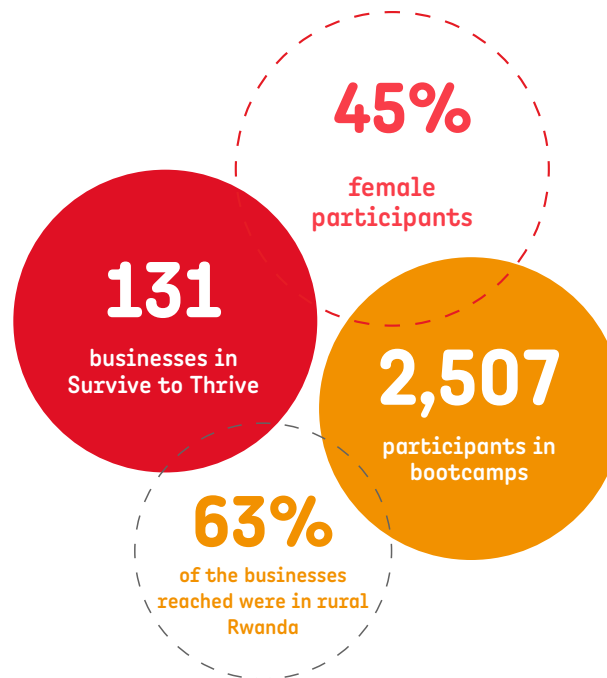 45%
female
participants
131
businesses in
Survive to Thrive
2,507
participants in
bootcamps
63%
of the businesses
reached were in rural
Rwanda